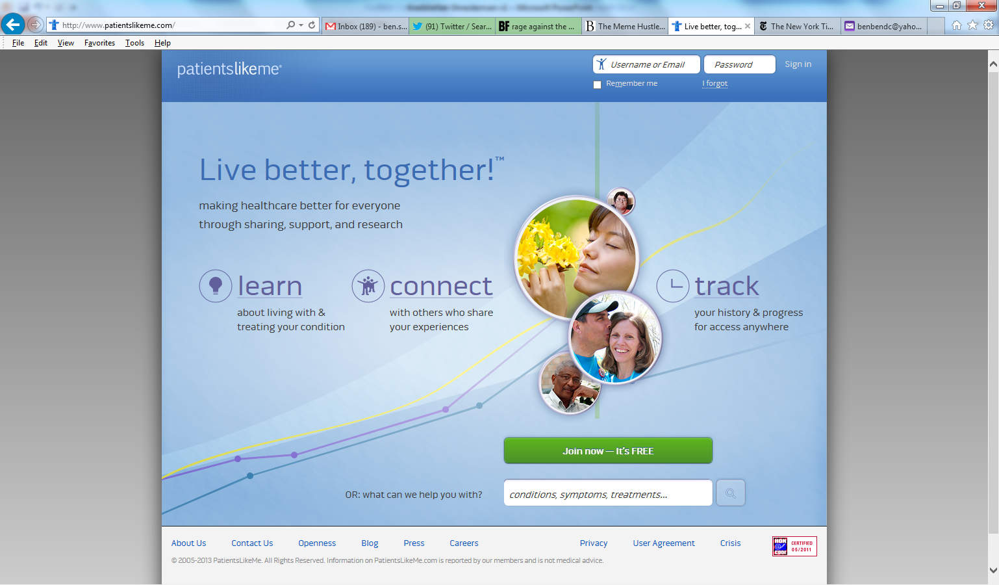 http://www.patientslikeme.com/
Inbox (189) - ben.s...
(91) Twitter / Sear...
BF rage against the ...
B The Meme Hustle...
Live better, tog...
The New York Ti...
benbendc@yaho...
File Edit View Favorites Tools Help
patientslikeme®
Username or Email Password Sign in
Remember me I forgot
Live better, together!™
making healthcare better for everyone
through sharing, support, and research
learn
about living with &
treating your condition
connect
with others who share
your experiences
track
your history & progress
for access anywhere
Join now — It's FREE
OR: what can we help you with? conditions, symptoms, treatments...
About Us Contact Us Openness Blog Press Careers Privacy User Agreement Crisis
HON @ CODE CERTIFIED 05/2011
© 2005-2013 PatientsLikeMe. All Rights Reserved. Information on PatientsLikeMe.com is reported by our members and is not medical advice.